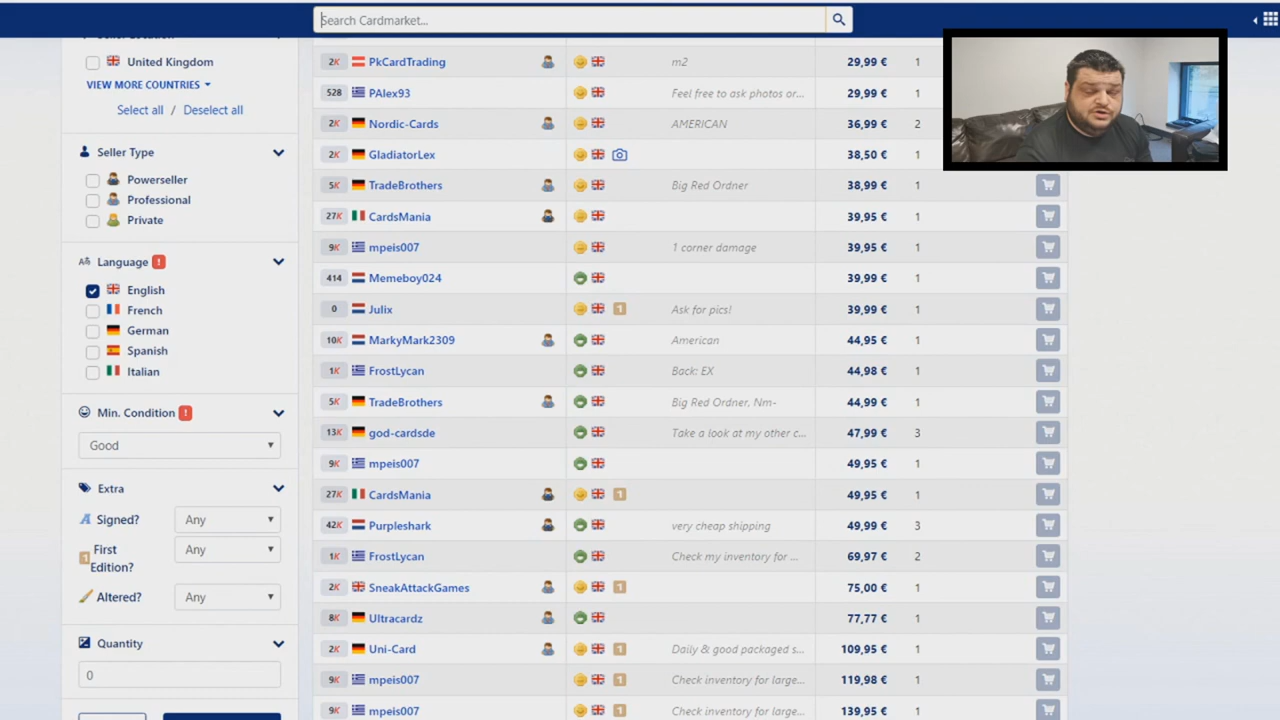 Search Cardmarket...
United Kingdom
VIEW MORE COUNTRIES
Select all / Deselect all
Seller Type
Powerseller
Professional
Private
Language !
English
French
German
Spanish
Italian
Min. Condition !
Good
Extra
Signed? Any
First Edition? Any
Altered? Any
Quantity
0
2K PkCardTrading m2 29,99 € 1
528 PAlex93 Feel free to ask photos or... 29,99 € 1
2K Nordic-Cards AMERICAN 36,99 € 2
2K GladiatorLex 38,50 € 1
5K TradeBrothers Big Red Ordner 38,99 € 1
27K CardsMania 39,95 € 1
9K mpeis007 1 corner damage 39,95 € 1
414 Memeboy024 39,99 € 1
0 Julix 1 Ask for pics! 39,99 € 1
10K MarkyMark2309 American 44,95 € 1
1K FrostLycan Back: EX 44,98 € 1
5K TradeBrothers Big Red Ordner, Nm- 44,99 € 1
13K god-cardsde Take a look at my other c... 47,99 € 3
9K mpeis007 49,95 € 1
27K CardsMania 1 49,95 € 1
42K Purpleshark very cheap shipping 49,99 € 3
1K FrostLycan Check my inventory for ... 69,97 € 2
2K SneakAttackGames 1 75,00 € 1
8K Ultracardz 77,77 € 1
2K Uni-Card 1 Daily & good packaged s... 109,95 € 1
9K mpeis007 1 Check inventory for large... 119,98 € 1
9K mpeis007 1 Check inventory for large... 139,95 € 1